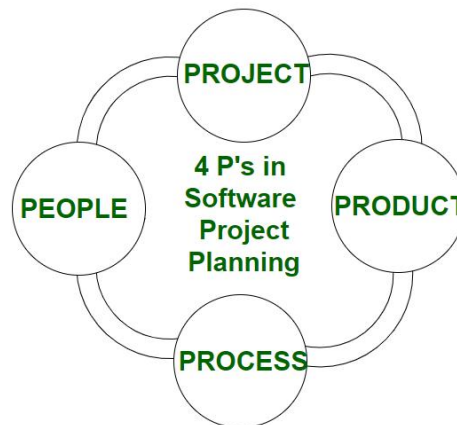 PROJECT
4 P's in
Software
Project
Planning
PEOPLE
PRODUCT
PROCESS